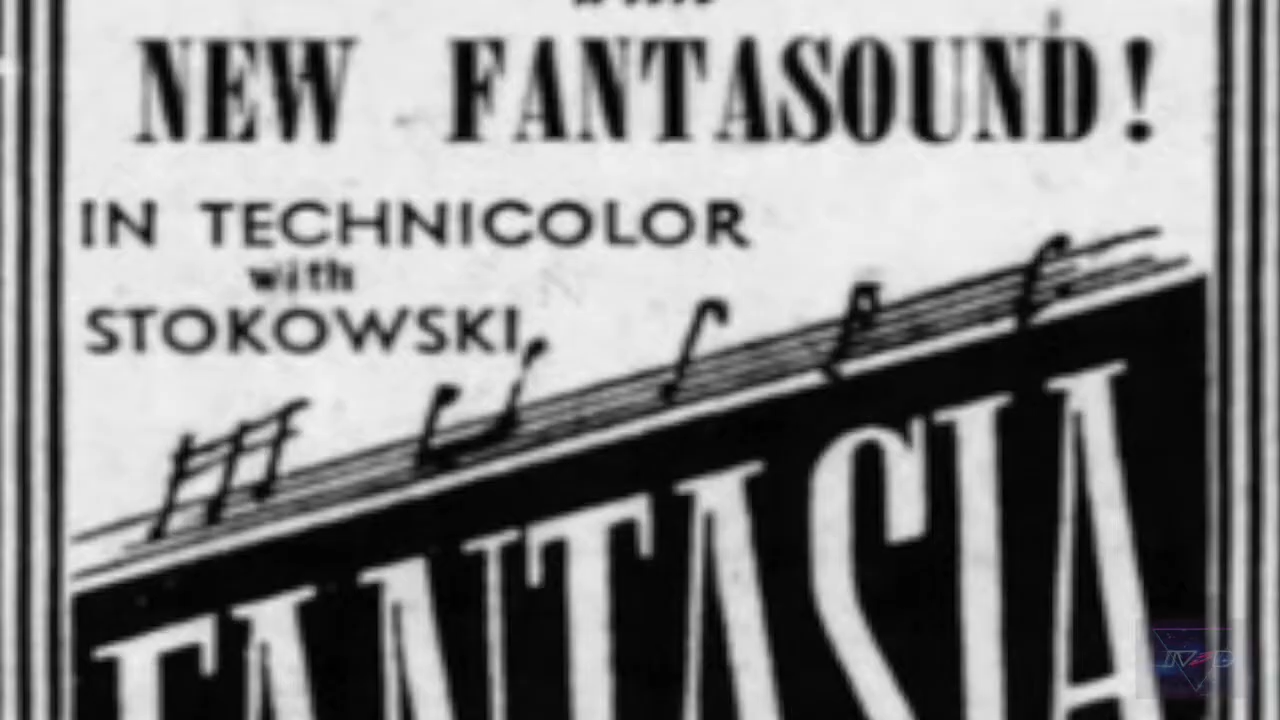 NEW FANTASOUND!
IN TECHNICOLOR
with
STOKOWSKI
FANTASIA